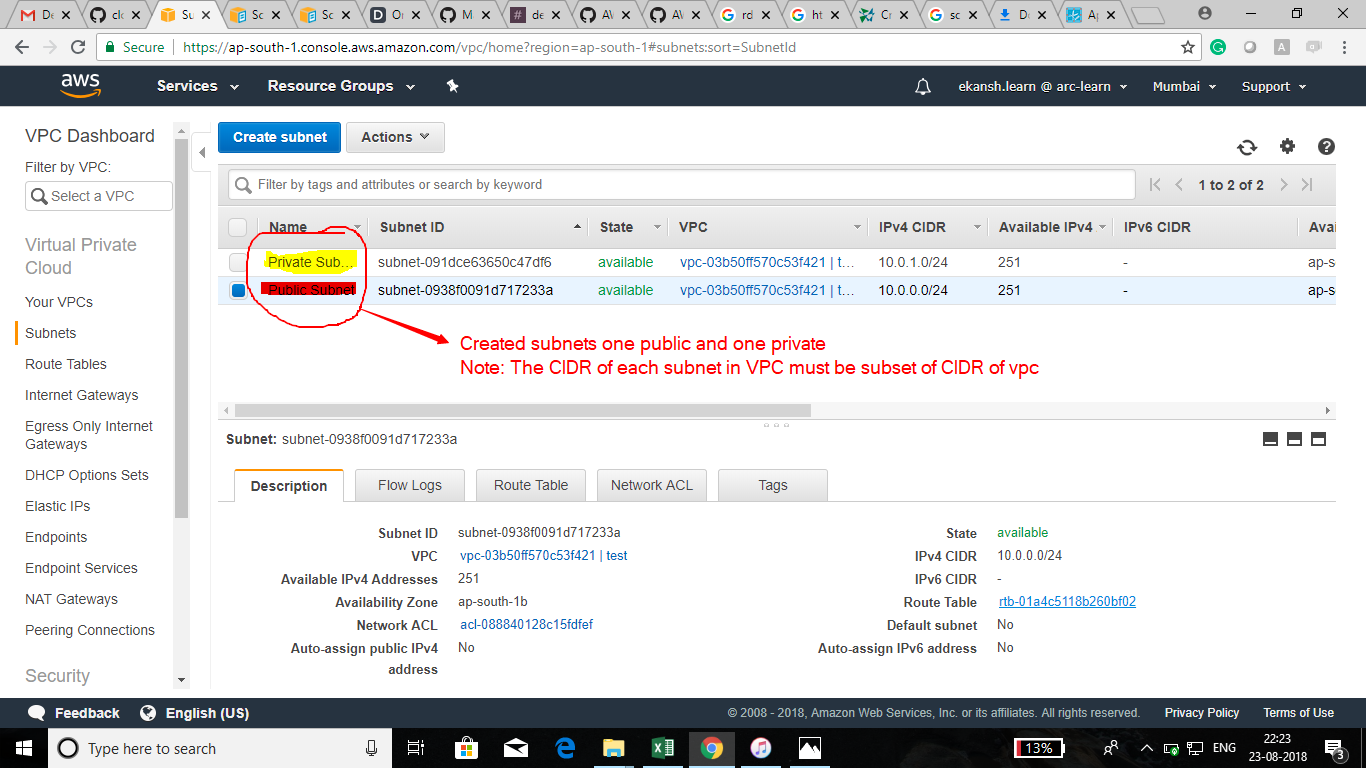 De
clo
Su
Sc
Sc
Or
M
de
AV
AV
rd
ht
Cr
sc
Do
Ap
Secure https://ap-south-1.console.aws.amazon.com/vpc/home?region=ap-south-1#subnets:sort=SubnetId
aws Services Resource Groups ekansh.learn @ arc-learn Mumbai Support
VPC Dashboard
Filter by VPC:
Select a VPC
Virtual Private
Cloud
Your VPCs
Subnets
Route Tables
Internet Gateways
Egress Only Internet
Gateways
DHCP Options Sets
Elastic IPs
Endpoints
Endpoint Services
NAT Gateways
Peering Connections
Security
Create subnet Actions
Filter by tags and attributes or search by keyword 1 to 2 of 2
Name Subnet ID State VPC IPv4 CIDR Available IPv4 IPv6 CIDR Avai
Private Sub... subnet-091dce63650c47df6 available vpc-03b50ff570c53f421 | t... 10.0.1.0/24 251 - ap-s
Public Subnet subnet-0938f0091d717233a available vpc-03b50ff570c53f421 | t... 10.0.0.0/24 251 - ap-s
Created subnets one public and one private
Note: The CIDR of each subnet in VPC must be subset of CIDR of vpc
Subnet: subnet-0938f0091d717233a
Description Flow Logs Route Table Network ACL Tags
Subnet ID subnet-0938f0091d717233a State available
VPC vpc-03b50ff570c53f421 | test IPv4 CIDR 10.0.0.0/24
Available IPv4 Addresses 251 IPv6 CIDR -
Availability Zone ap-south-1b Route Table rtb-01a4c5118b260bf02
Network ACL acl-088840128c15fdfef Default subnet No
Auto-assign public IPv4 No Auto-assign IPv6 address No
address
Feedback English (US) © 2008 - 2018, Amazon Web Services, Inc. or its affiliates. All rights reserved. Privacy Policy Terms of Use
Type here to search 13% ENG 22:23
23-08-2018 3